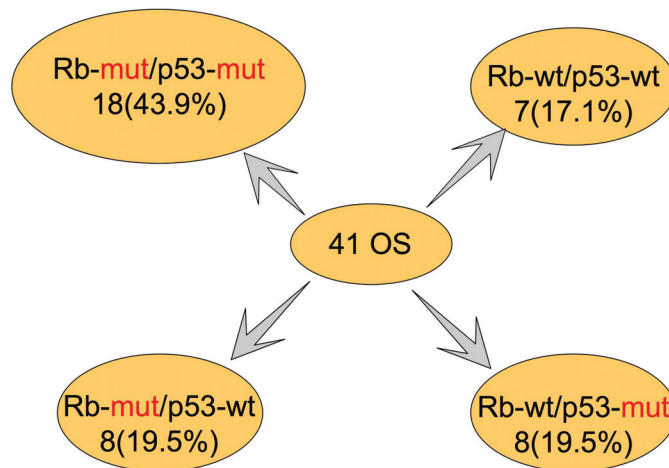 Rb-mut/p53-mut
18(43.9%)
Rb-wt/p53-wt
7(17.1%)
41 OS
Rb-mut/p53-wt
8(19.5%)
Rb-wt/p53-mut
8(19.5%)